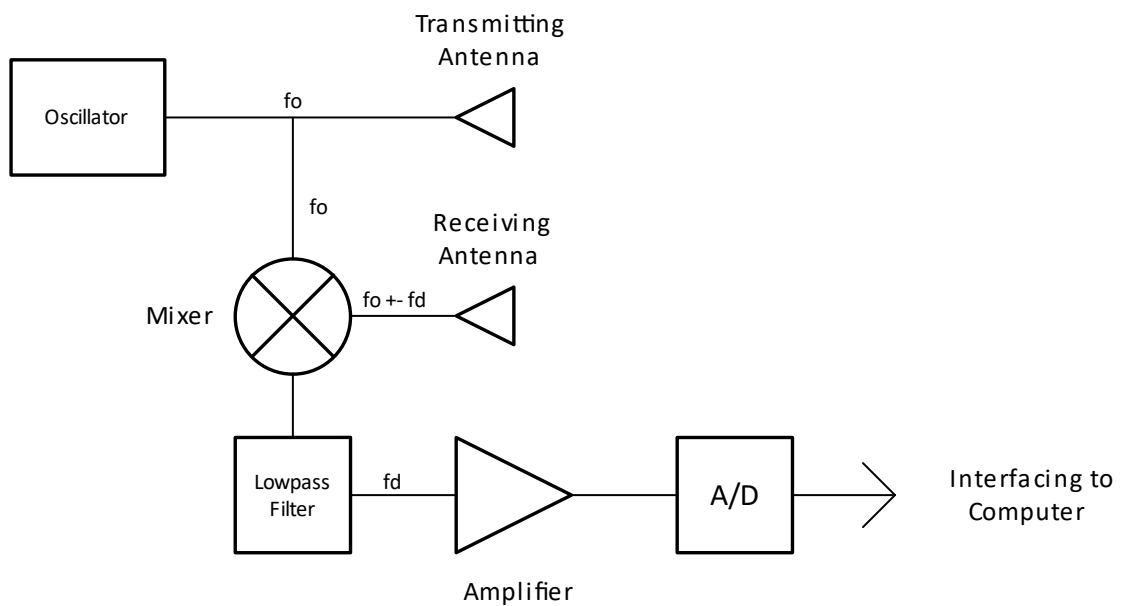 Transmitting
Antenna
fo
Oscillator
fo
Receiving
Antenna
fo +- fd
Mixer
Lowpass
Filter
fd
A/D
Interfacing to
Computer
Amplifier